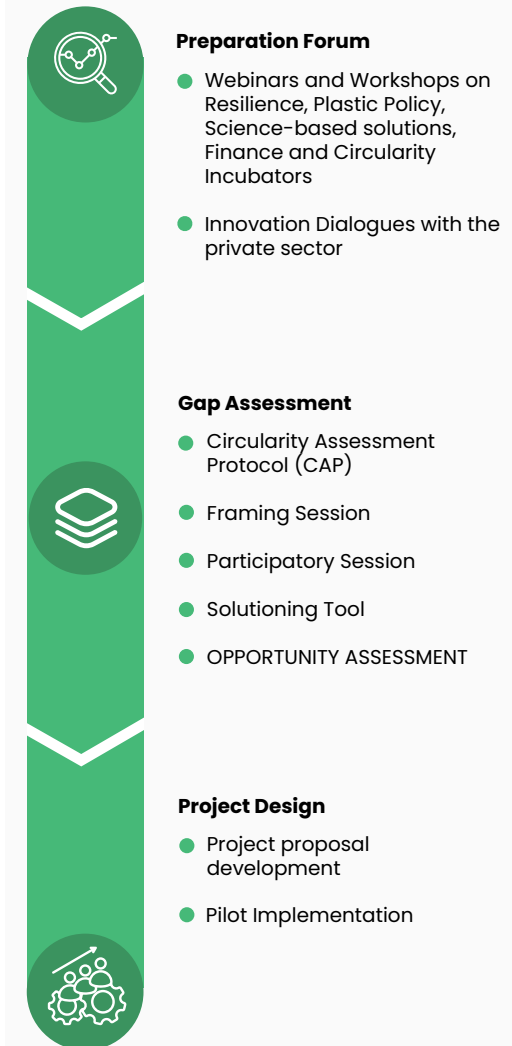 Preparation Forum
Webinars and Workshops on
Resilience, Plastic Policy,
Science-based solutions,
Finance and Circularity
Incubators
Innovation Dialogues with the
private sector
Gap Assessment
Circularity Assessment
Protocol (CAP)
Framing Session
Participatory Session
Solutioning Tool
OPPORTUNITY ASSESSMENT
Project Design
Project proposal
development
Pilot Implementation